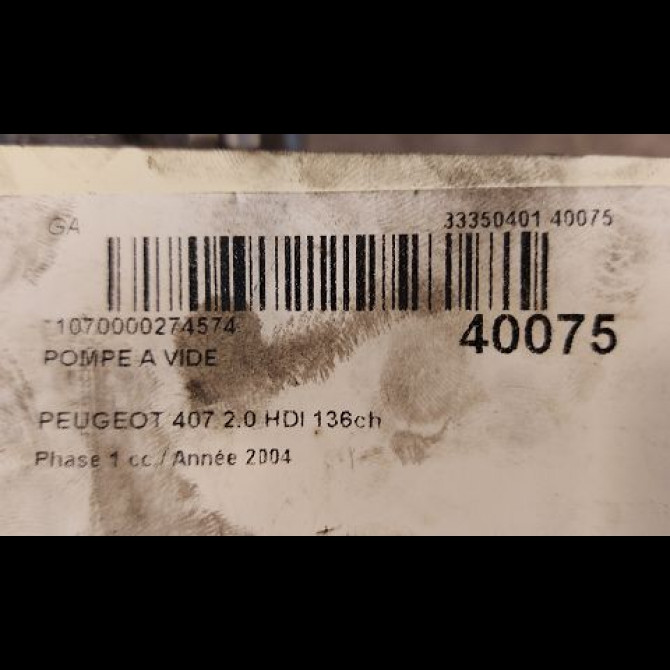 GA 33350401 40075
1070000274574
40075
POMPE A VIDE
PEUGEOT 407 2.0 HDI 136ch
Phase 1 cc / Année 2004